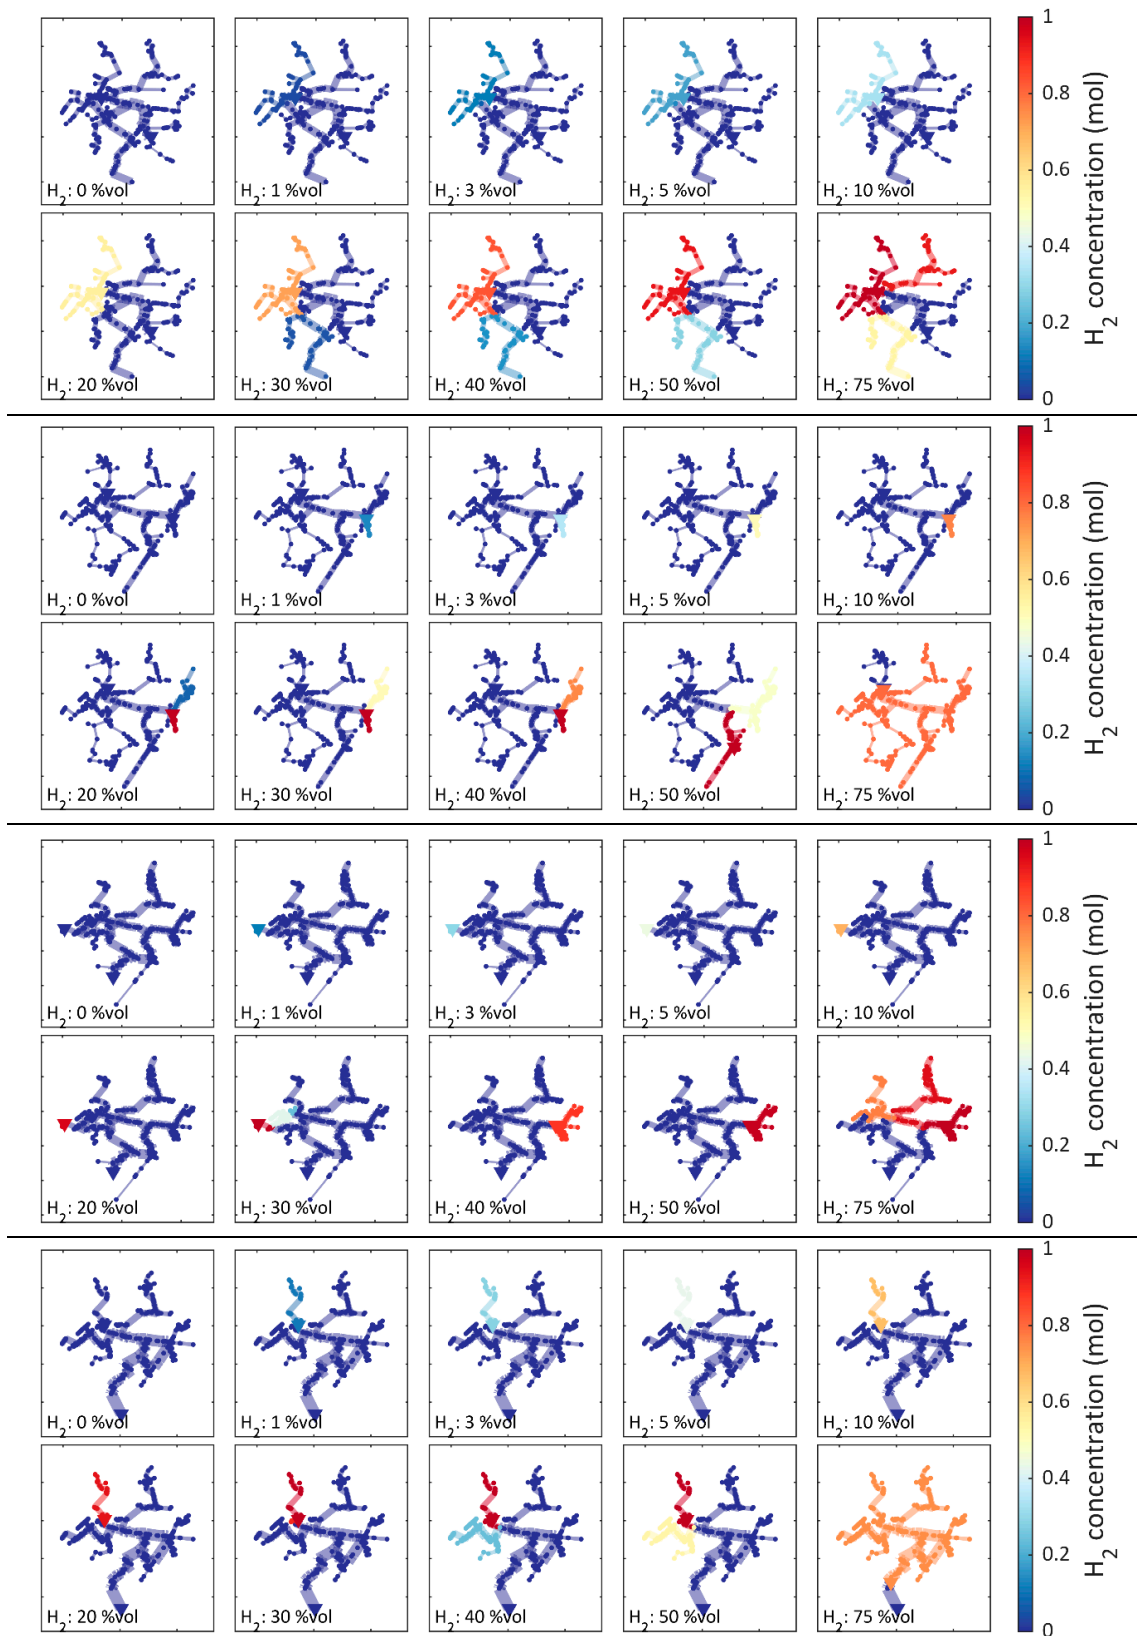 H2: 0 %vol
H2: 1 %vol
H2: 3 %vol
H2: 5 %vol
H2: 10 %vol
H2: 20 %vol
H2: 30 %vol
H2: 40 %vol
H2: 50 %vol
H2: 75 %vol
1
0.8
0.6
0.4
0.2
0
H2 concentration (mol)
H2: 0 %vol
H2: 1 %vol
H2: 3 %vol
H2: 5 %vol
H2: 10 %vol
H2: 20 %vol
H2: 30 %vol
H2: 40 %vol
H2: 50 %vol
H2: 75 %vol
1
0.8
0.6
0.4
0.2
0
H2 concentration (mol)
H2: 0 %vol
H2: 1 %vol
H2: 3 %vol
H2: 5 %vol
H2: 10 %vol
H2: 20 %vol
H2: 30 %vol
H2: 40 %vol
H2: 50 %vol
H2: 75 %vol
1
0.8
0.6
0.4
0.2
0
H2 concentration (mol)
H2: 0 %vol
H2: 1 %vol
H2: 3 %vol
H2: 5 %vol
H2: 10 %vol
H2: 20 %vol
H2: 30 %vol
H2: 40 %vol
H2: 50 %vol
H2: 75 %vol
1
0.8
0.6
0.4
0.2
0
H2 concentration (mol)